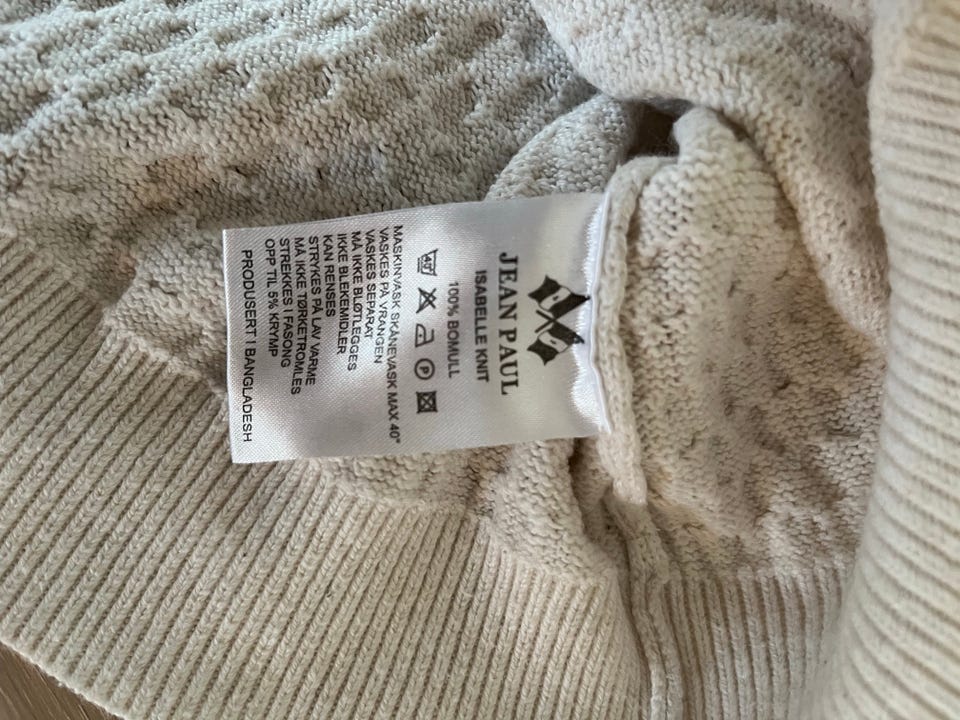 JEAN PAUL
ISABELLE KNIT
100% BOMULL
40°
P
MASKINVASK SKÅNEVASK MAX 40°
VASKES PÅ VRANGEN
VASKES SEPARAT
MÅ IKKE BLØTLEGGES
IKKE BLEKEMIDLER
KAN RENSES
STRYKES PÅ LAV VARME
MÅ IKKE TØRKETROMLES
STREKKES I FASONG
OPP TIL 5% KRYMP
PRODUSERT I BANGLADESH